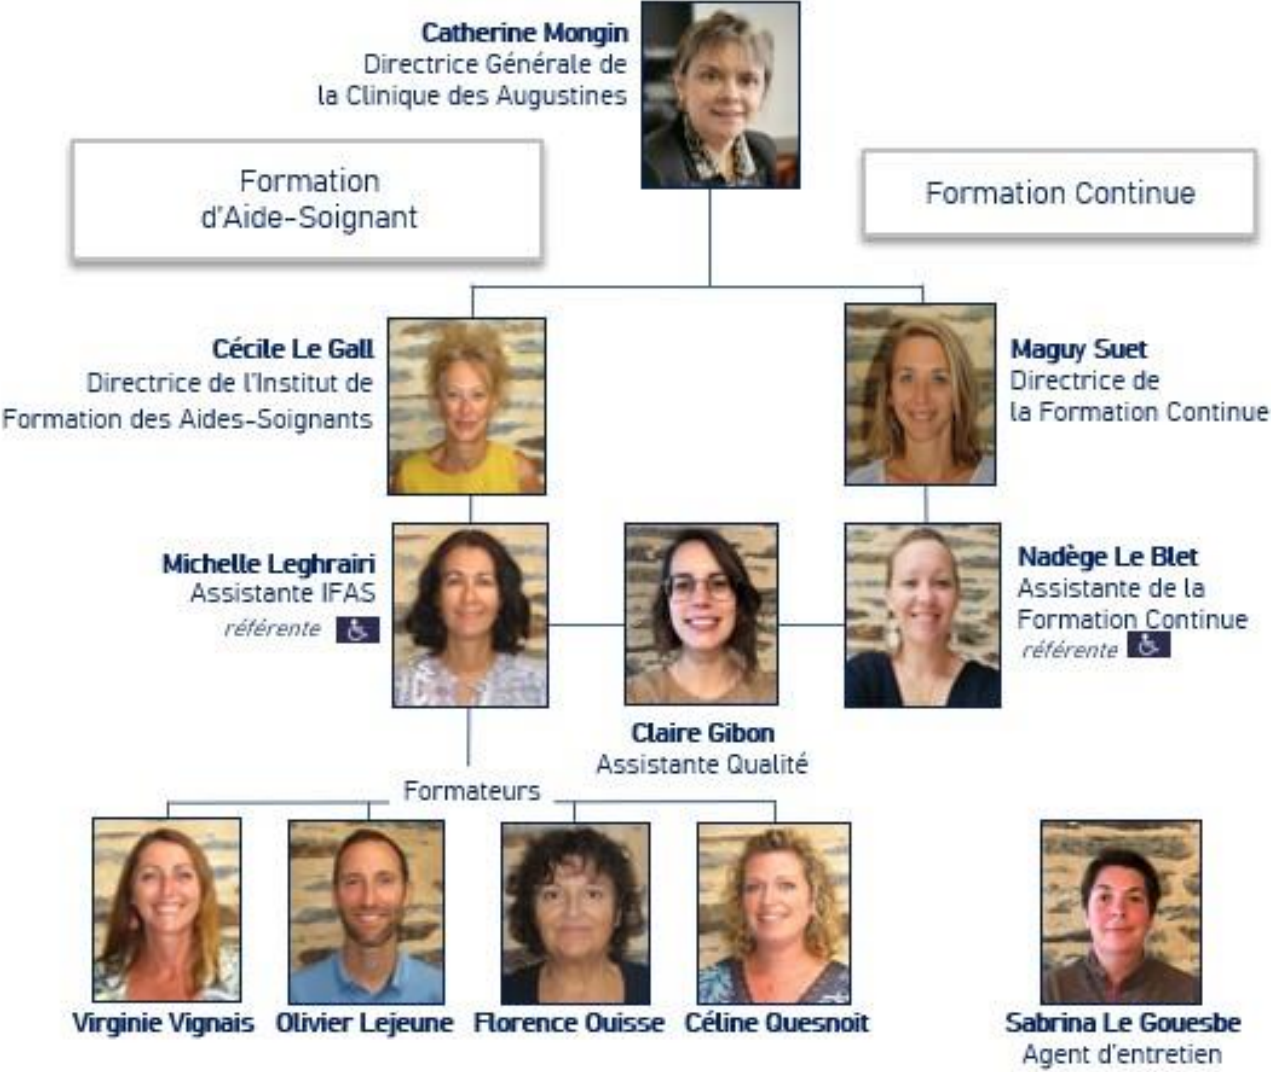 Catherine Mongin
Directrice Générale de
la Clinique des Augustines
Formation
d'Aide-Soignant
Formation Continue
Cécile Le Gall
Directrice de l'Institut de
Formation des Aides-Soignants
Maguy Suet
Directrice de
la Formation Continue
Michelle Leghrairi
Assistante IFAS
référente
Nadège Le Blet
Assistante de la
Formation Continue
référente
Claire Gibon
Assistante Qualité
Formateurs
Virginie Vignais
Olivier Lejeune
Florence Ouisse
Céline Quesnoit
Sabrina Le Gouesbe
Agent d'entretien